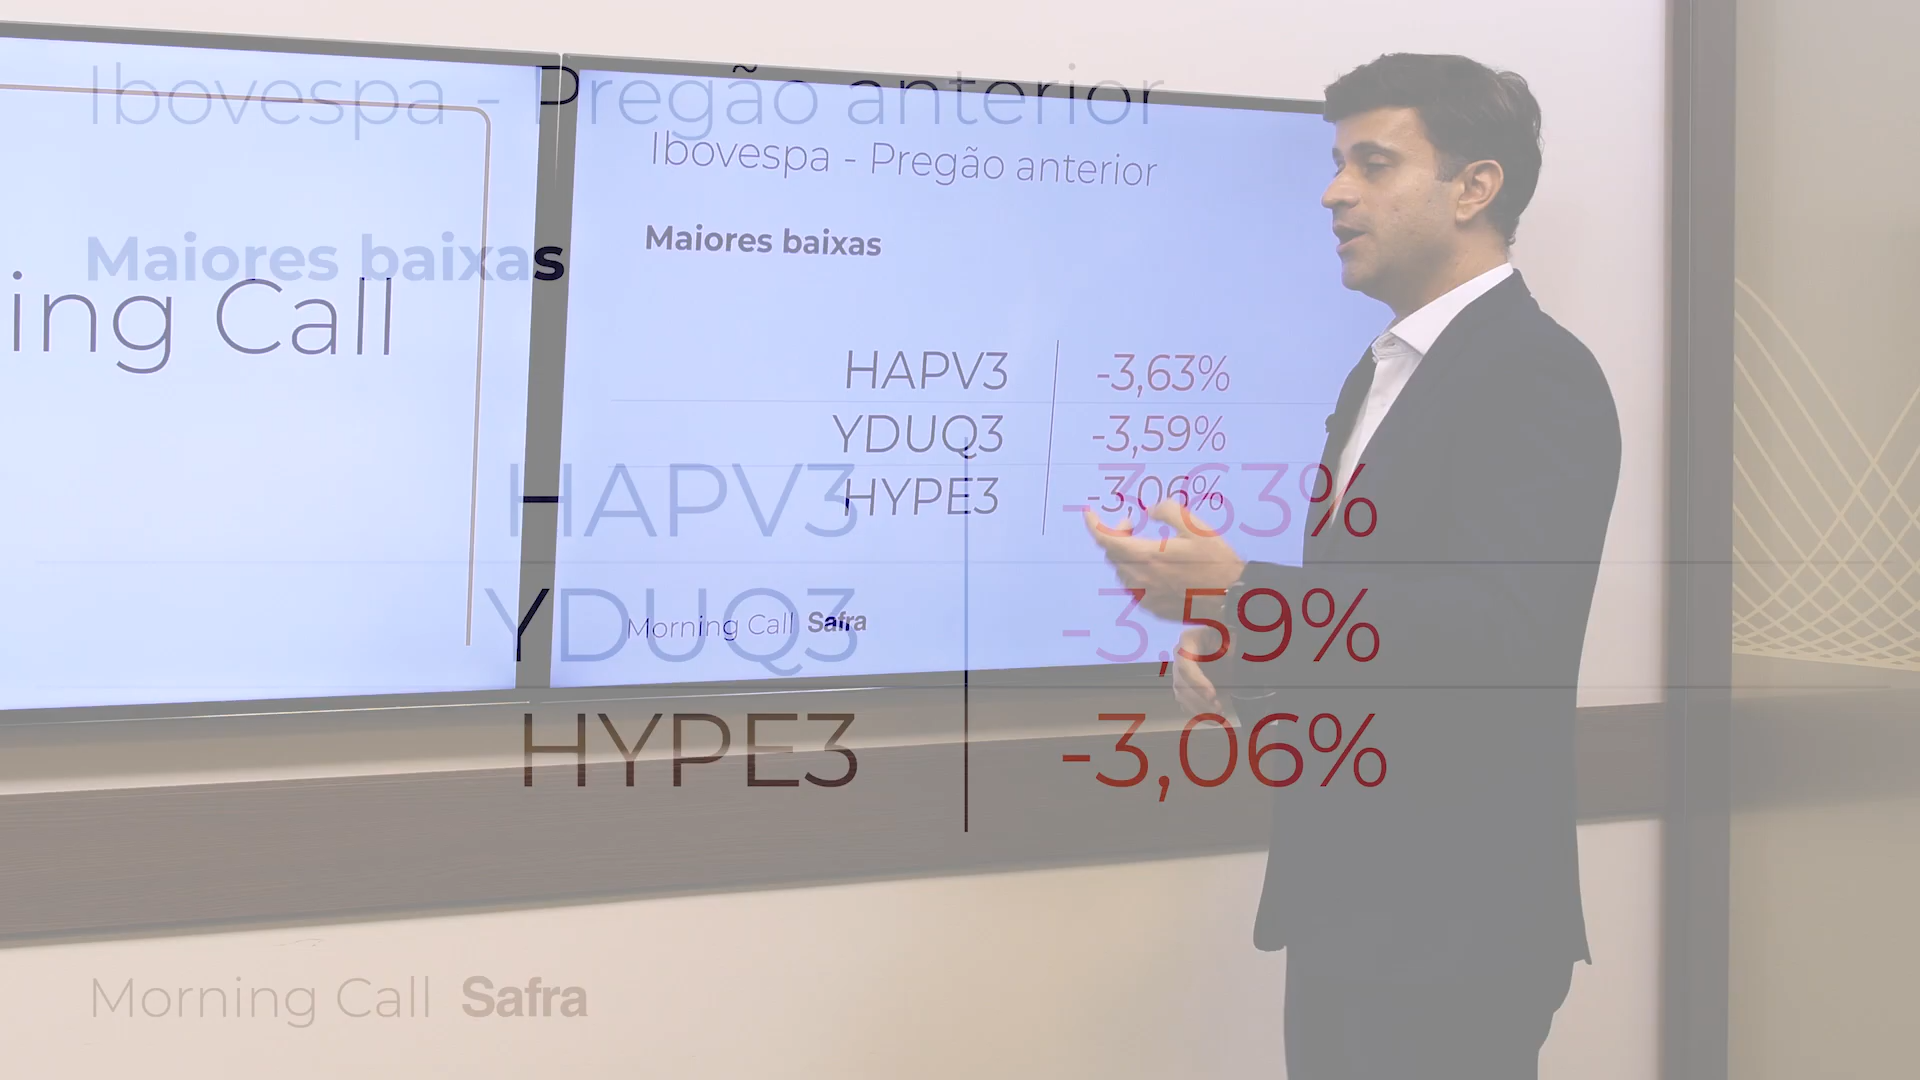 Ibovespa - Pregão anterior
Maiores baixas
HAPV3 -3,63%
YDUQ3 -3,59%
HYPE3 -3,06%
Morning Call Safra
ing Call
Ibovespa - Pregão anterior
Maiores baixas
HAPV3 -3,63%
YDUQ3 -3,59%
HYPE3 -3,06%
Morning Call Safra